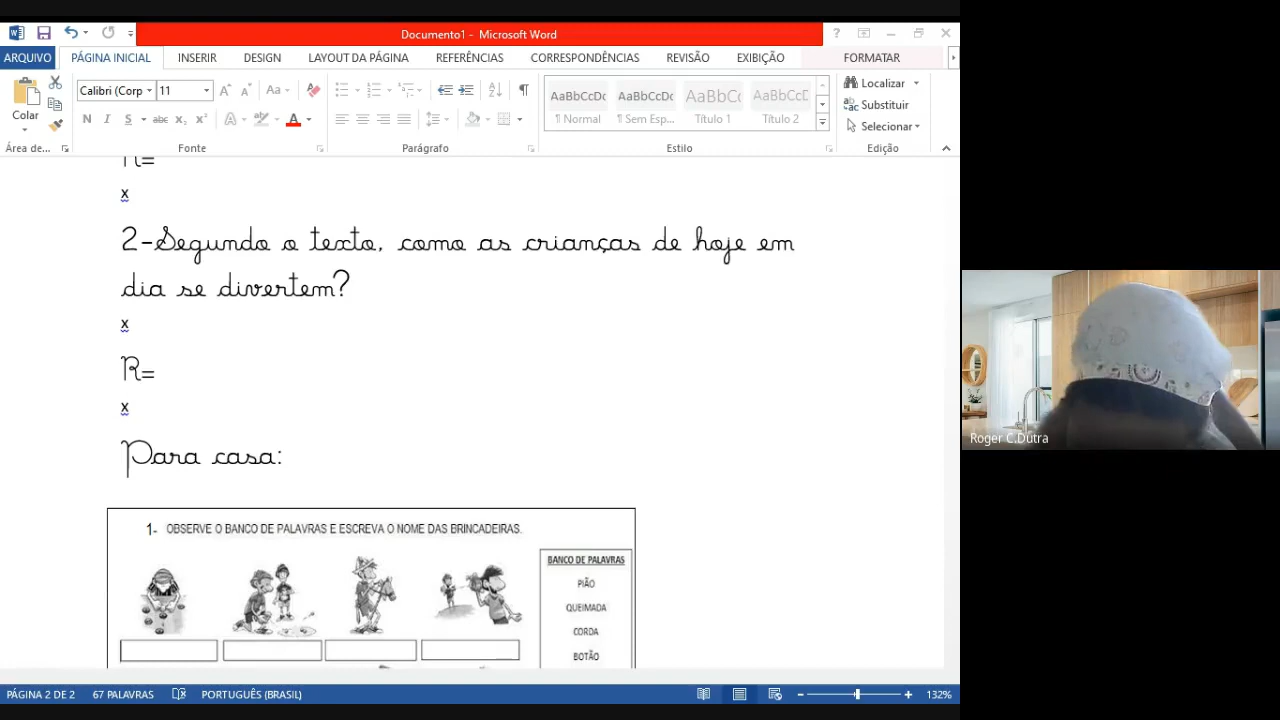 Documento1 - Microsoft Word
ARQUIVO PÁGINA INICIAL INSERIR DESIGN LAYOUT DA PÁGINA REFERÊNCIAS CORRESPONDÊNCIAS REVISÃO EXIBIÇÃO FORMATAR
Calibri (Corp 11 Aa
Colar
N I S abc x₂ x² A A
AaBbCcDc AaBbCcDc AaBbCc AaBbCcD
¶ Normal ¶ Sem Esp... Título 1 Título 2
Localizar
Substituir
Selecionar
Área de... Fonte Parágrafo Estilo Edição
R=
x
2-Segundo o texto, como as crianças de hoje em
dia se divertem?
x
R=
x
Para casa:
1- OBSERVE O BANCO DE PALAVRAS E ESCREVA O NOME DAS BRINCADEIRAS.
BANCO DE PALAVRAS
PIÃO
QUEIMADA
CORDA
BOTÃO
PÁGINA 2 DE 2 67 PALAVRAS PORTUGUÊS (BRASIL) 132%
Roger C.Dutra